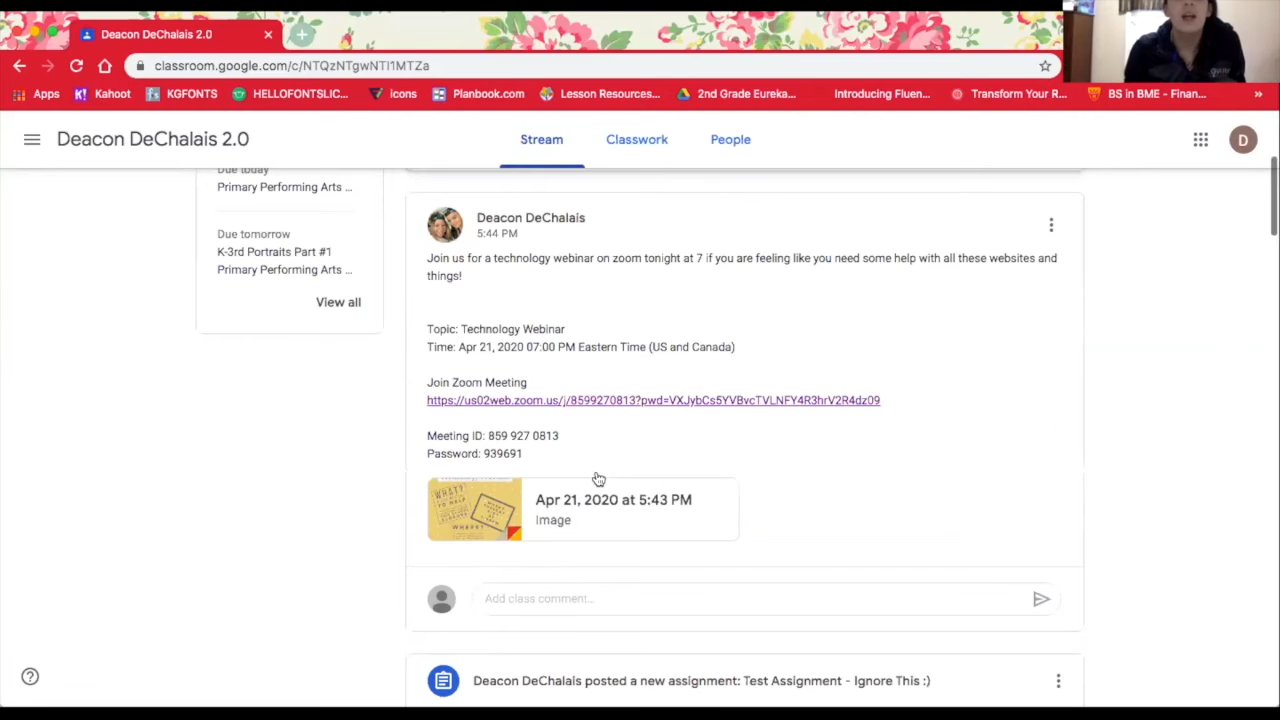 Deacon DeChalais 2.0
classroom.google.com/c/NTQzNTgwNTI1MTZa
Apps Kahoot KGFONTS HELLOFONTSLIC... icons Planbook.com Lesson Resources... 2nd Grade Eureka... Introducing Fluen... Transform Your R... BS in BME - Finan... »
Deacon DeChalais 2.0 Stream Classwork People D
Due today
Primary Performing Arts ...
Due tomorrow
K-3rd Portraits Part #1
Primary Performing Arts ...
View all
Deacon DeChalais
5:44 PM
Join us for a technology webinar on zoom tonight at 7 if you are feeling like you need some help with all these websites and
things!
Topic: Technology Webinar
Time: Apr 21, 2020 07:00 PM Eastern Time (US and Canada)
Join Zoom Meeting
https://us02web.zoom.us/j/8599270813?pwd=VXJybCs5YVBvcTVLNFY4R3hrV2R4dz09
Meeting ID: 859 927 0813
Password: 939691
WHAT?
WHERE?
Apr 21, 2020 at 5:43 PM
Image
Add class comment...
Deacon DeChalais posted a new assignment: Test Assignment - Ignore This :)